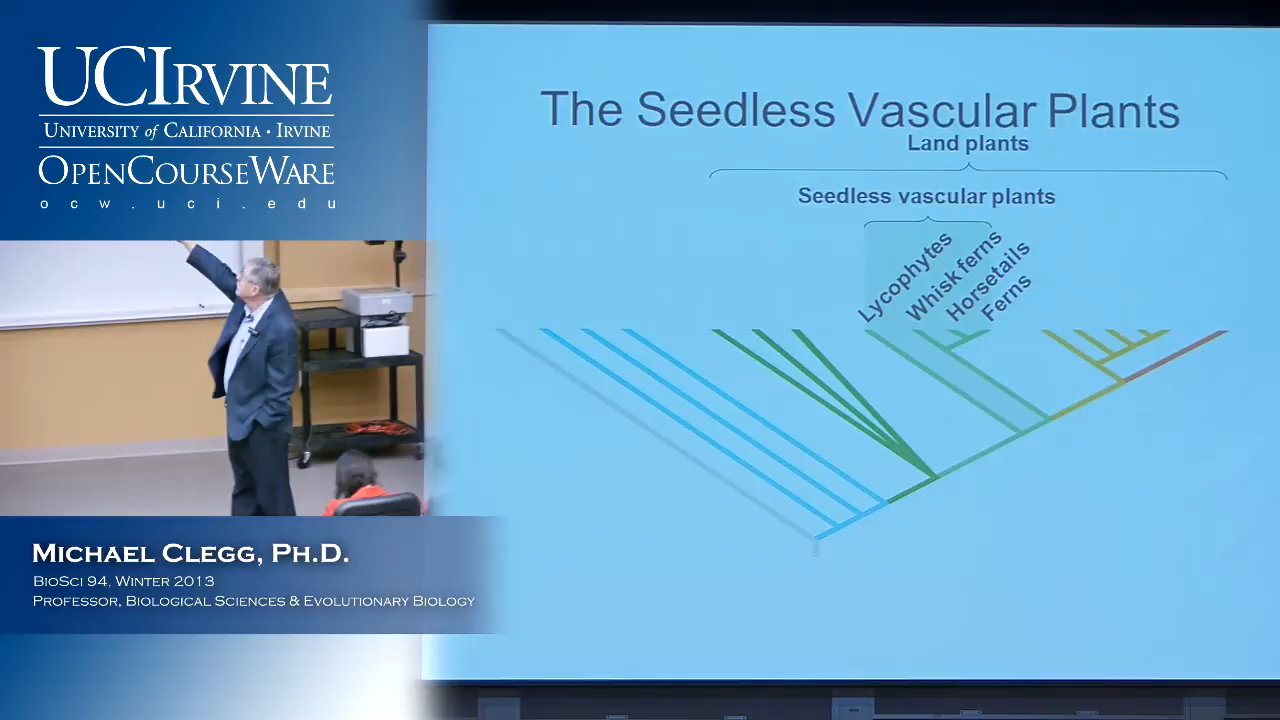 UCIRVINE
UNIVERSITY of CALIFORNIA · IRVINE
OPENCOURSEWARE
ocw.uci.edu
MICHAEL CLEGG, PH.D.
BIOSCI 94, WINTER 2013
PROFESSOR, BIOLOGICAL SCIENCES & EVOLUTIONARY BIOLOGY
The Seedless Vascular Plants
Land plants
Seedless vascular plants
Lycophytes
Whisk ferns
Horsetails
Ferns